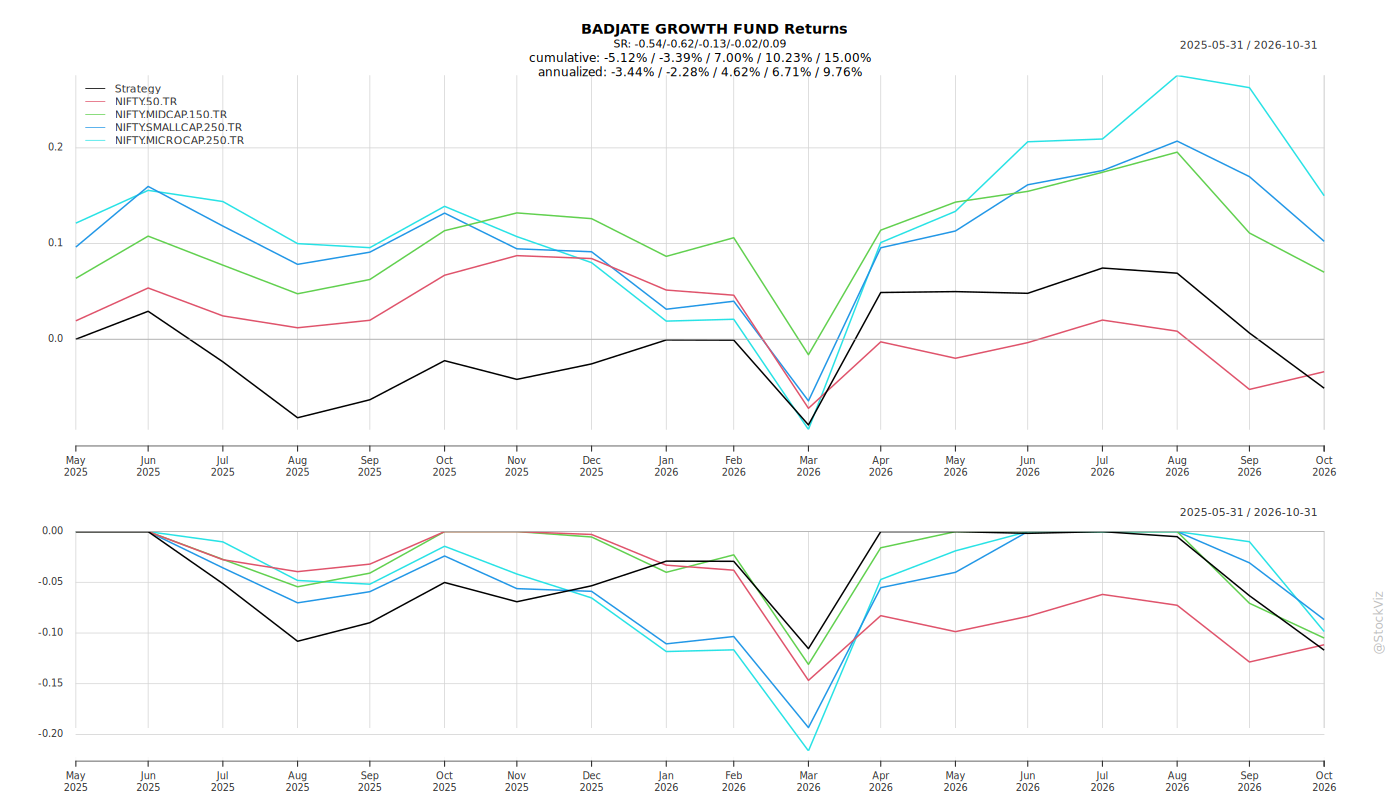 BADJATE GROWTH FUND Returns
SR: -0.54/-0.62/-0.13/-0.02/0.09
cumulative: -5.12% / -3.39% / 7.00% / 10.23% / 15.00%
annualized: -3.44% / -2.28% / 4.62% / 6.71% / 9.76%
2025-05-31 / 2026-10-31
Strategy
NIFTY.50.TR
NIFTY.MIDCAP.150.TR
NIFTY.SMALLCAP.250.TR
NIFTY.MICROCAP.250.TR
0.2
0.1
0.0
May Jun Jul Aug Sep Oct Nov Dec Jan Feb Mar Apr May Jun Jul Aug Sep Oct
2025 2025 2025 2025 2025 2025 2025 2025 2026 2026 2026 2026 2026 2026 2026 2026 2026 2026
2025-05-31 / 2026-10-31
0.00
-0.05
-0.10
-0.15
-0.20
May Jun Jul Aug Sep Oct Nov Dec Jan Feb Mar Apr May Jun Jul Aug Sep Oct
2025 2025 2025 2025 2025 2025 2025 2025 2026 2026 2026 2026 2026 2026 2026 2026 2026 2026
@StockViz